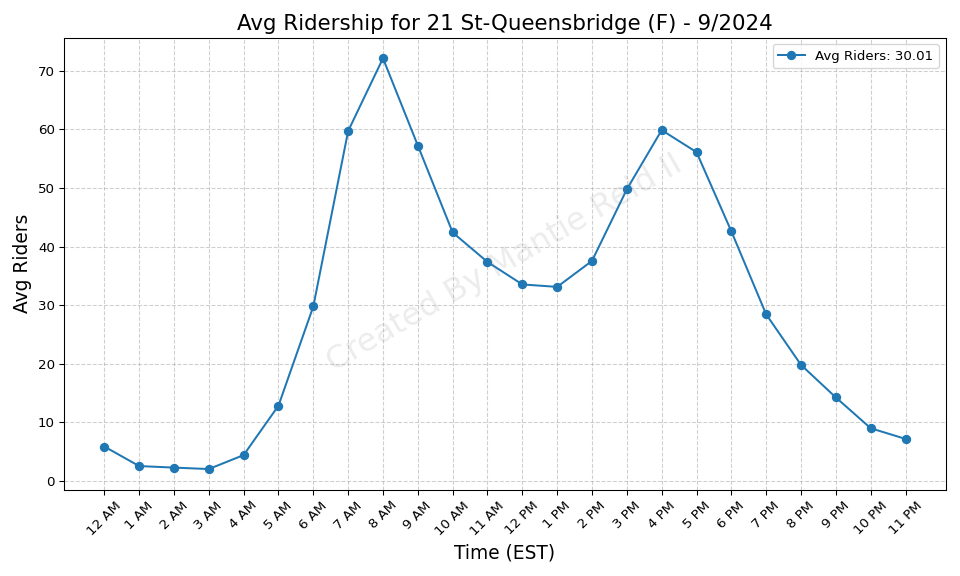 Avg Ridership for 21 St-Queensbridge (F) - 9/2024
Avg Riders: 30.01
Avg Riders
70
60
50
40
30
20
10
0
Created By Mantie Reid II
12 AM
1 AM
2 AM
3 AM
4 AM
5 AM
6 AM
7 AM
8 AM
9 AM
10 AM
11 AM
12 PM
1 PM
2 PM
3 PM
4 PM
5 PM
6 PM
7 PM
8 PM
9 PM
10 PM
11 PM
Time (EST)